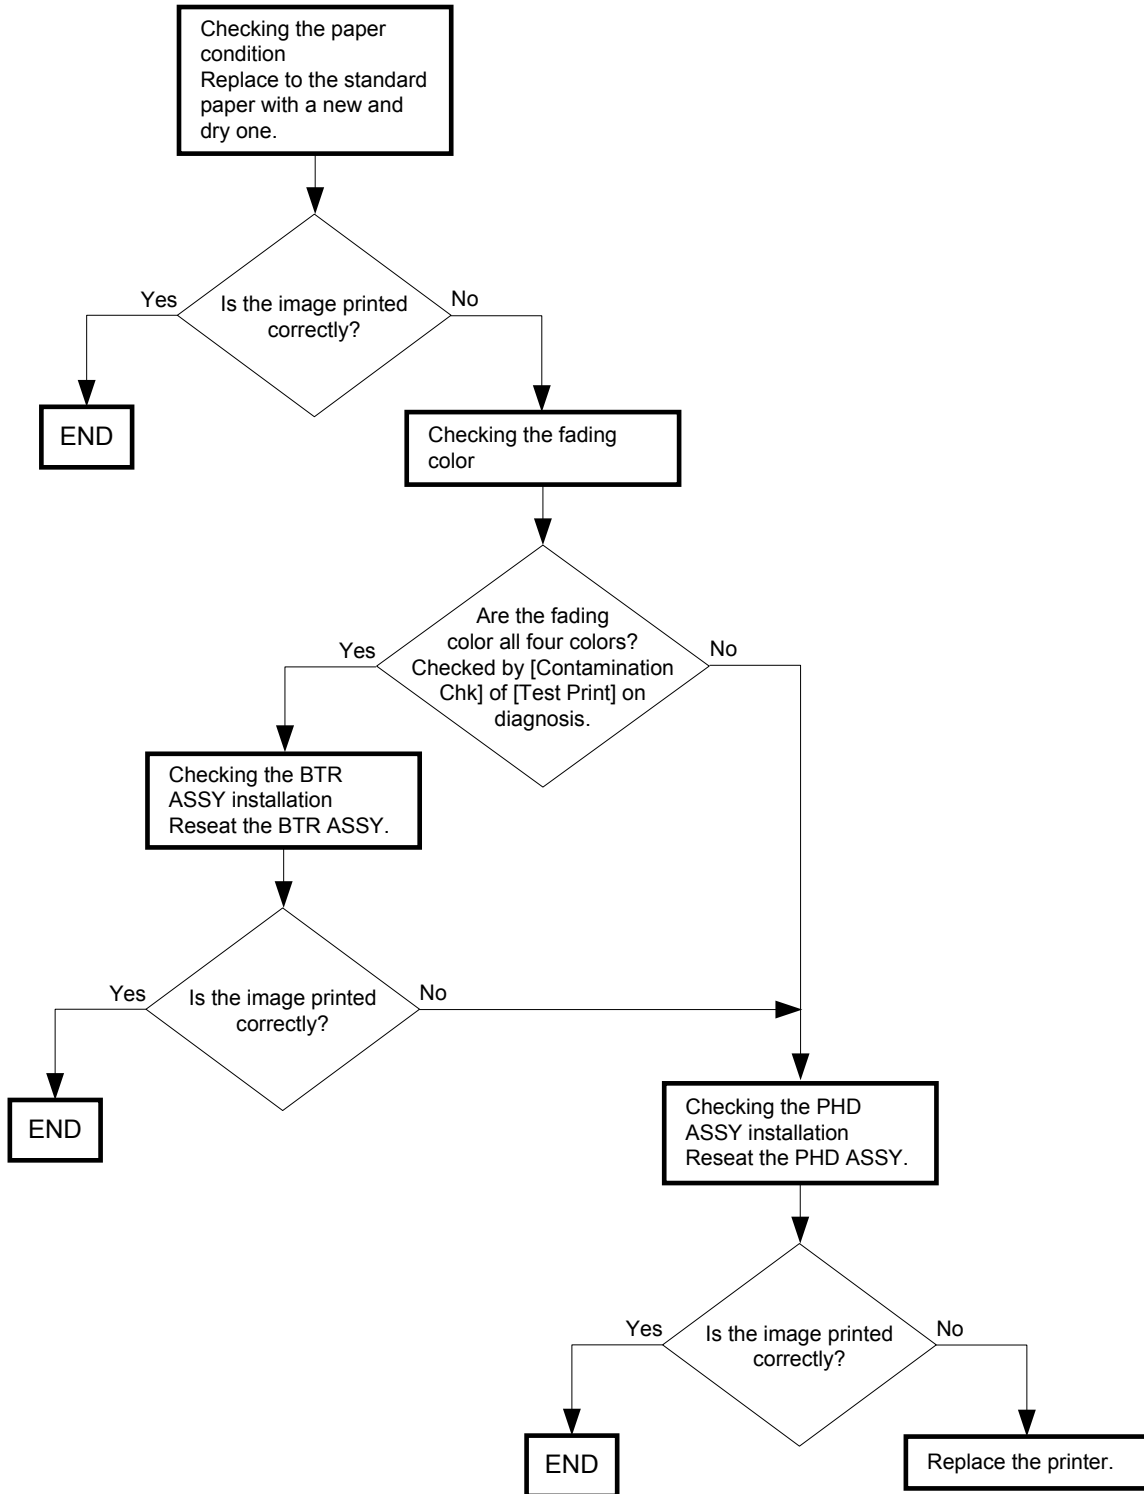 Checking the paper
condition
Replace to the standard
paper with a new and
dry one.
Yes
Is the image printed
correctly?
No
END
Checking the fading
color
Yes
Are the fading
color all four colors?
Checked by [Contamination
Chk] of [Test Print] on
diagnosis.
No
Checking the BTR
ASSY installation
Reseat the BTR ASSY.
Yes
Is the image printed
correctly?
No
END
Checking the PHD
ASSY installation
Reseat the PHD ASSY.
Yes
Is the image printed
correctly?
No
END
Replace the printer.